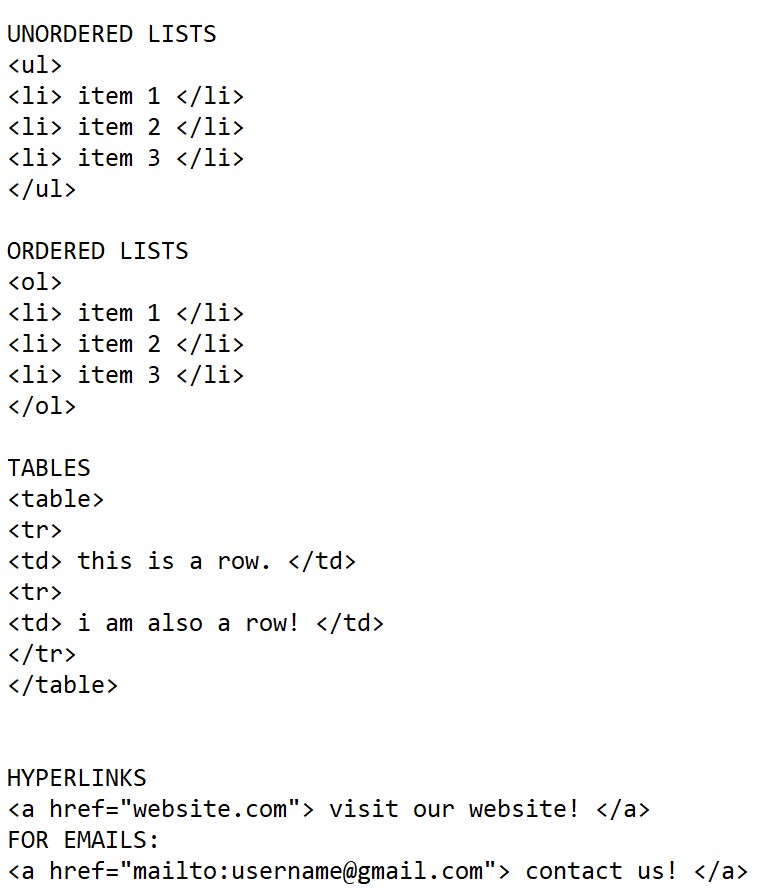 UNORDERED LISTS
<ul>
<li> item 1 </li>
<li> item 2 </li>
<li> item 3 </li>
</ul>
ORDERED LISTS
<ol>
<li> item 1 </li>
<li> item 2 </li>
<li> item 3 </li>
</ol>
TABLES
<table>
<tr>
<td> this is a row. </td>
<tr>
<td> i am also a row! </td>
</tr>
</table>
HYPERLINKS
<a href="website.com"> visit our website! </a>
FOR EMAILS:
<a href="mailto:username@gmail.com"> contact us! </a>